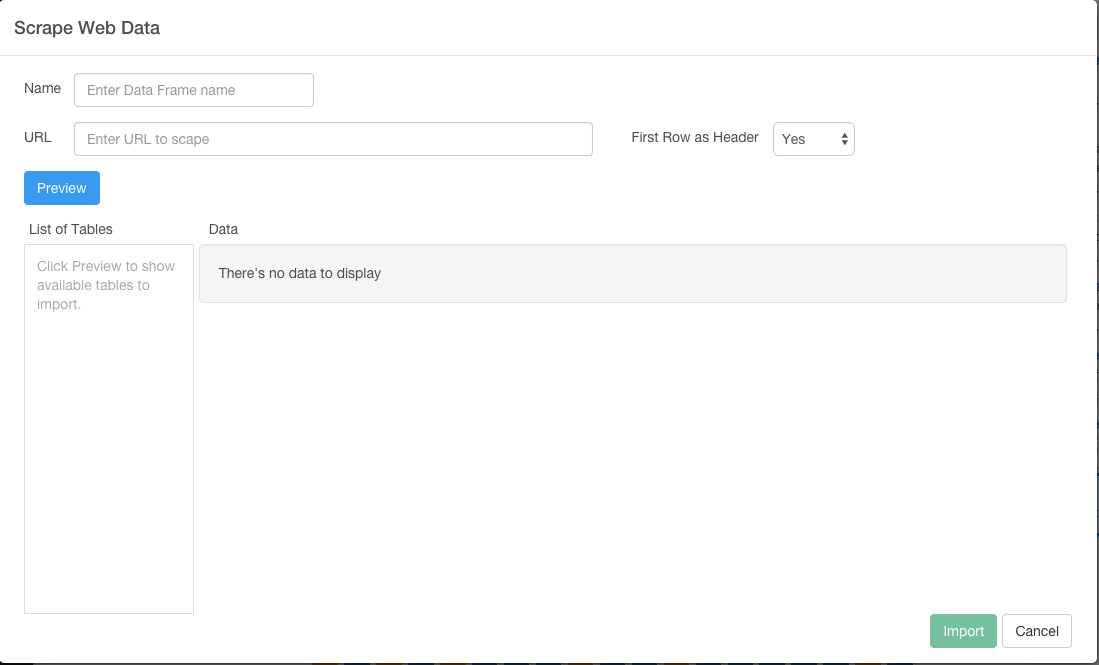 Scrape Web Data
Name
Enter Data Frame name
URL
Enter URL to scape
First Row as Header
Yes
Preview
List of Tables
Data
Click Preview to show
available tables to
import.
There's no data to display
Import
Cancel